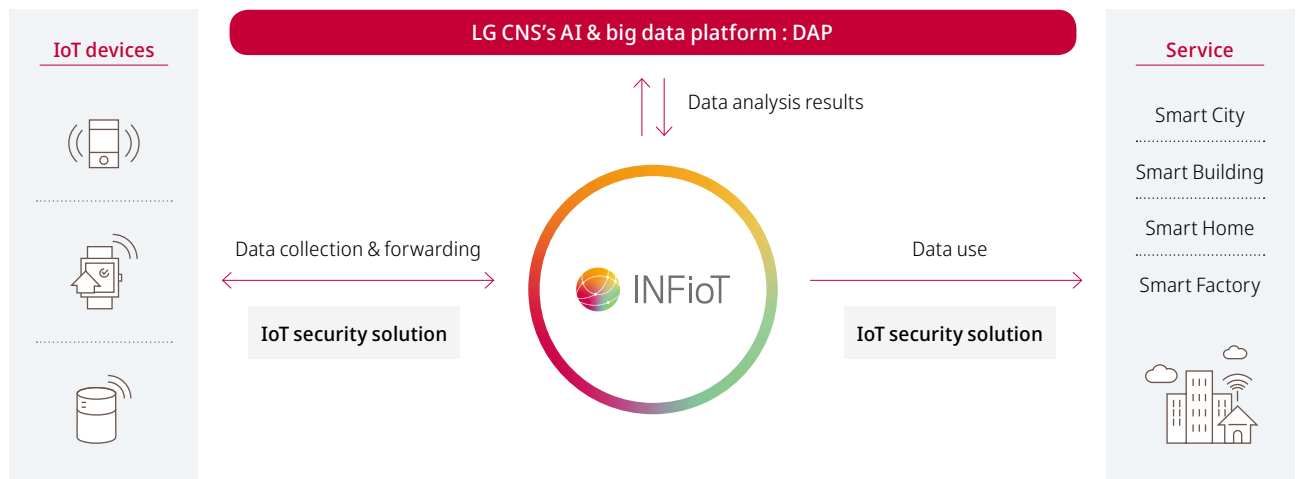 LG CNS's AI & big data platform : DAP
IoT devices
Service
Data analysis results
Smart City
Smart Building
Smart Home
Smart Factory
Data collection & forwarding
IoT security solution
INFioT
Data use
IoT security solution